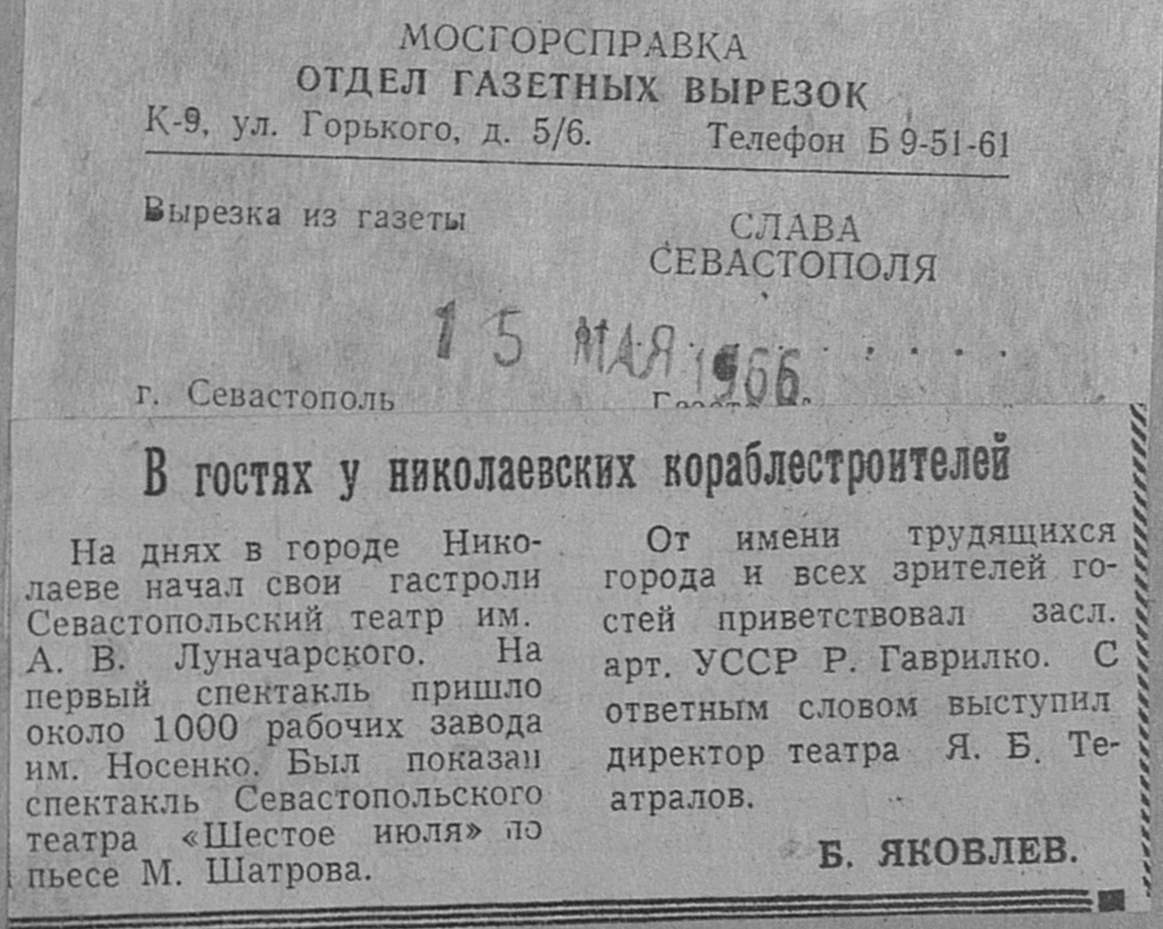 МОСГОРСПРАВКА
ОТДЕЛ ГАЗЕТНЫХ ВЫРЕЗОК
К-9, ул. Горького, д. 5/6. Телефон Б 9-51-61
Вырезка из газеты
СЛАВА
СЕВАСТОПОЛЯ
15 МАЯ 1966
г. Севастополь
В гостях у николаевских кораблестроителей
На днях в городе Нико-
лаеве начал свои гастроли
Севастопольский театр им.
А. В. Луначарского. На
первый спектакль пришло
около 1000 рабочих завода
им. Носенко. Был показан
спектакль Севастопольского
театра «Шестое июля» по
пьесе М. Шатрова.
От имени трудящихся
города и всех зрителей го-
стей приветствовал засл.
арт. УССР Р. Гаврилко. С
ответным словом выступил
директор театра Я. Б. Те-
атралов.
Б. ЯКОВЛЕВ.